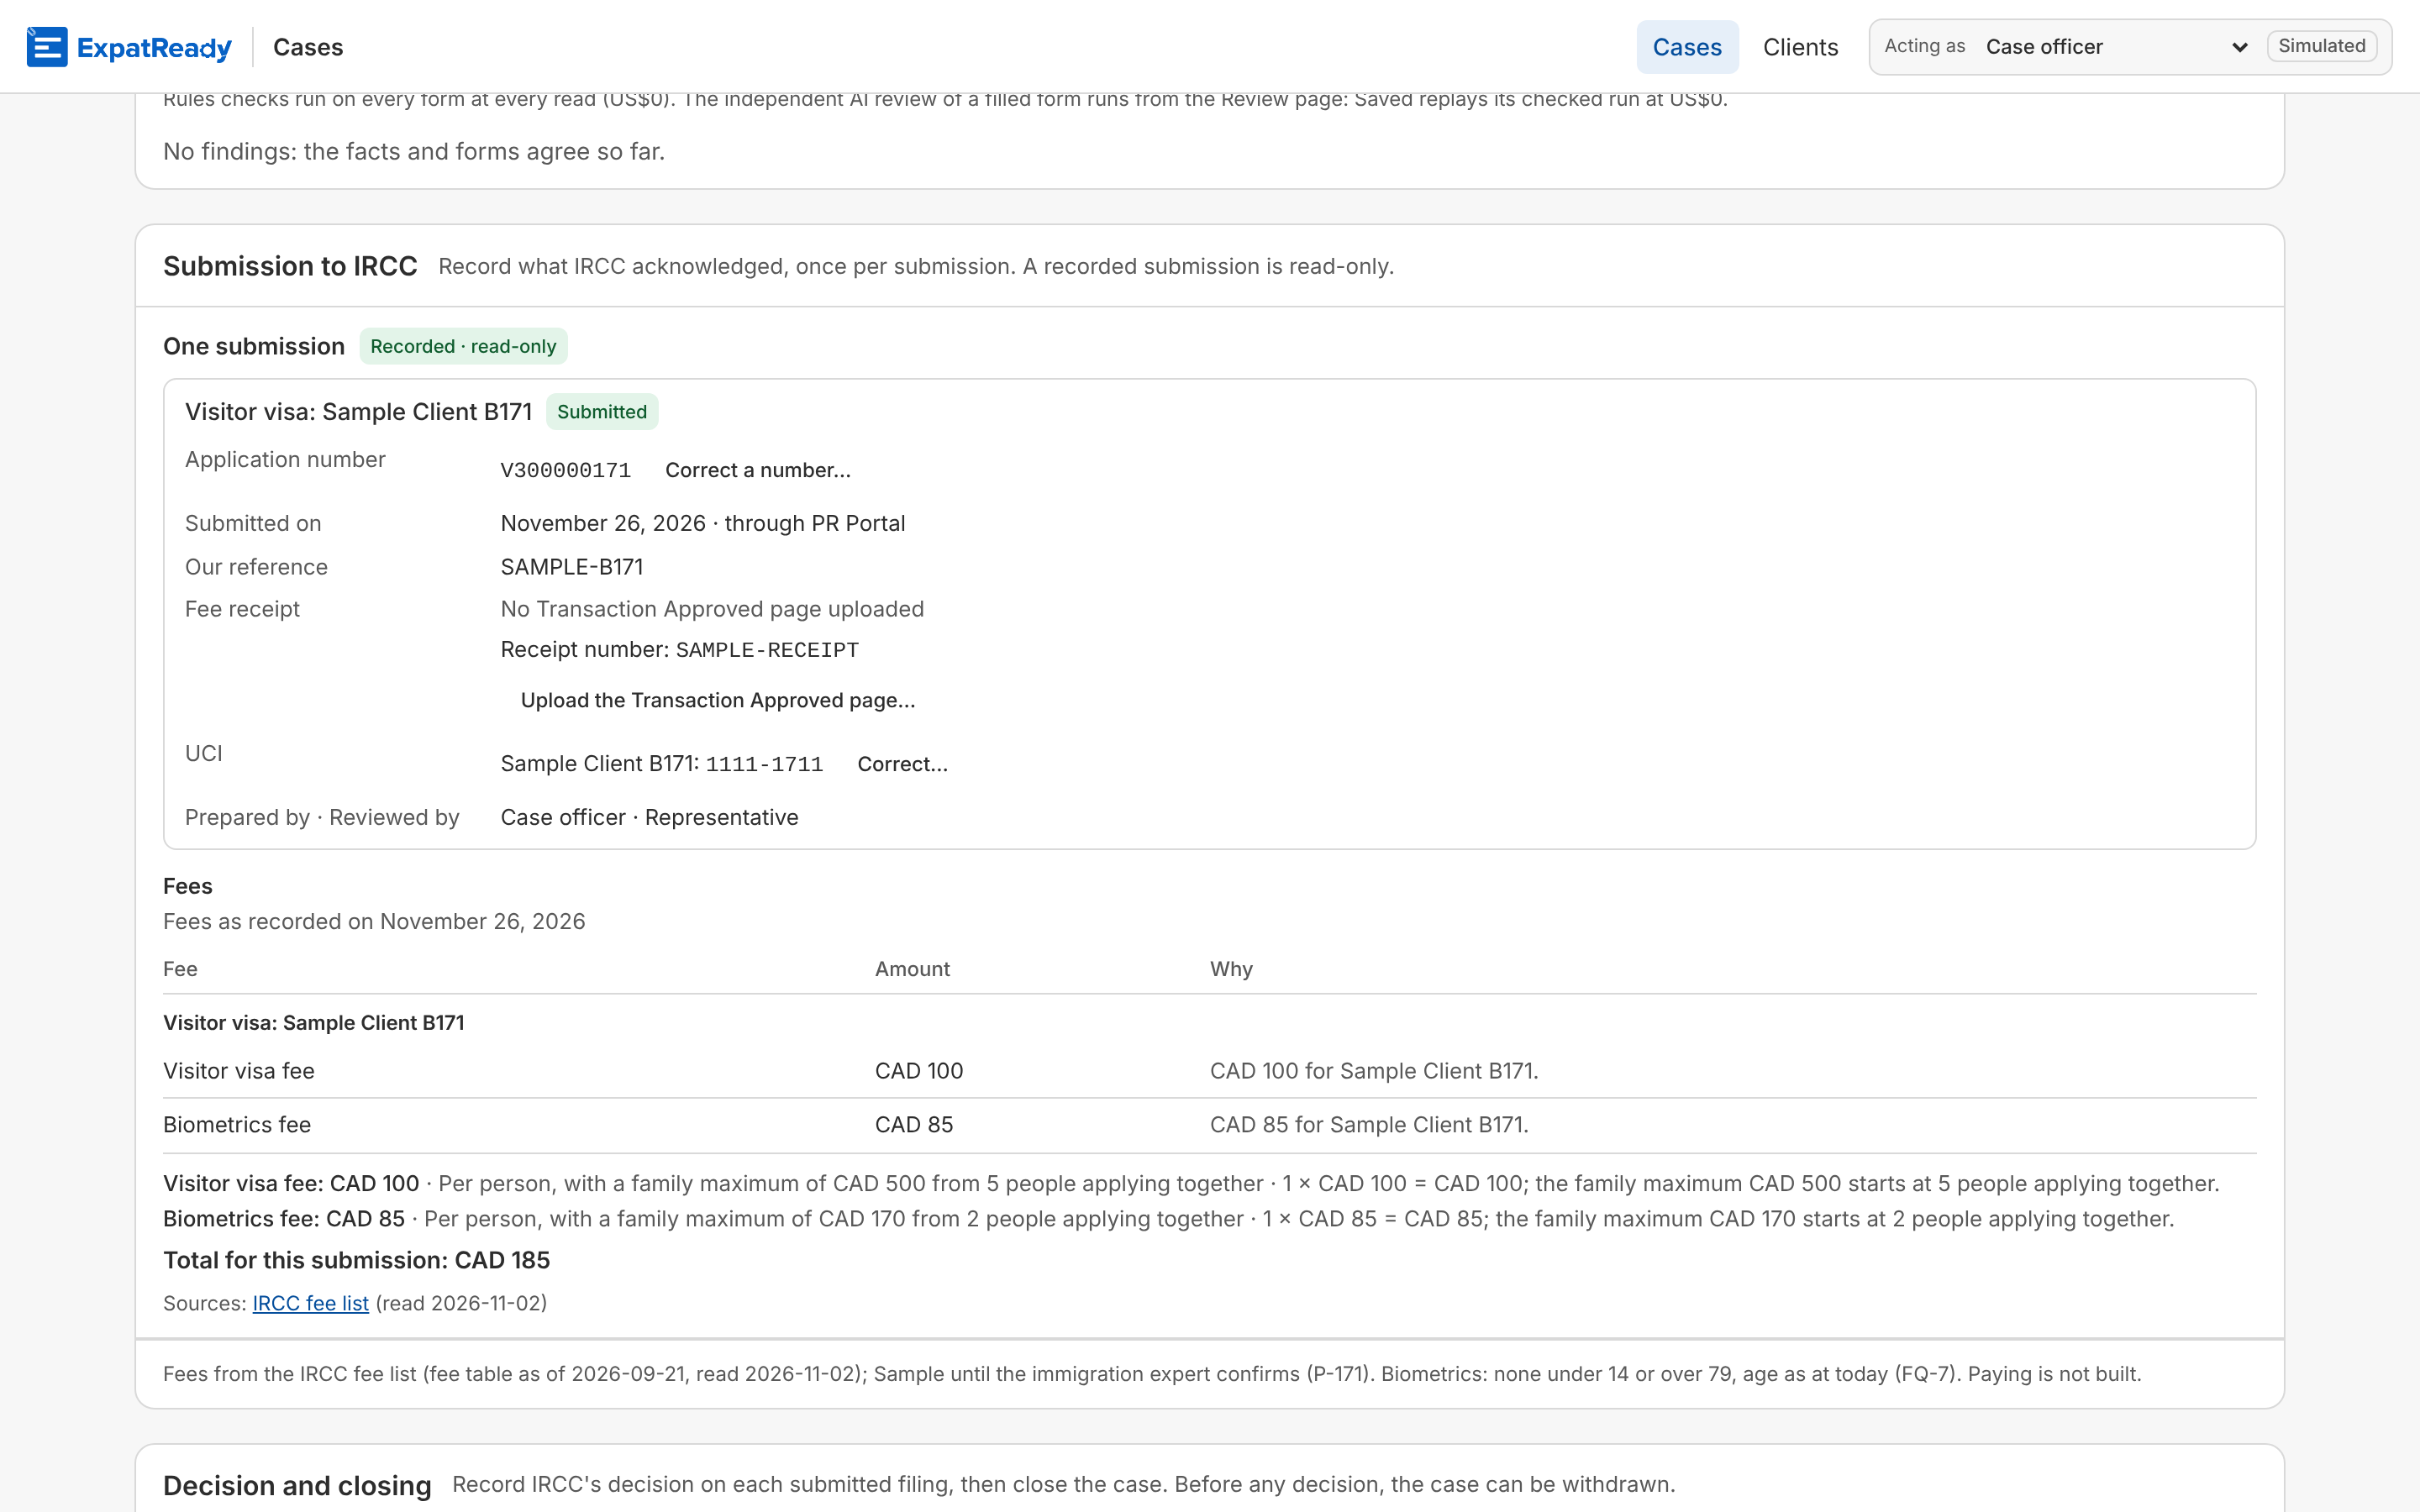 ExpatReady Cases Cases Clients Acting as Case officer Simulated
Rules checks run on every form at every read (US$0). The independent AI review of a filled form runs from the Review page: Saved replays its checked run at US$0.
No findings: the facts and forms agree so far.
Submission to IRCC Record what IRCC acknowledged, once per submission. A recorded submission is read-only.
One submission Recorded · read-only
Visitor visa: Sample Client B171 Submitted
Application number V300000171 Correct a number...
Submitted on November 26, 2026 · through PR Portal
Our reference SAMPLE-B171
Fee receipt No Transaction Approved page uploaded
Receipt number: SAMPLE-RECEIPT
Upload the Transaction Approved page...
UCI Sample Client B171: 1111-1711 Correct...
Prepared by · Reviewed by Case officer · Representative
Fees
Fees as recorded on November 26, 2026
Fee Amount Why
Visitor visa: Sample Client B171
Visitor visa fee CAD 100 CAD 100 for Sample Client B171.
Biometrics fee CAD 85 CAD 85 for Sample Client B171.
Visitor visa fee: CAD 100 · Per person, with a family maximum of CAD 500 from 5 people applying together · 1 × CAD 100 = CAD 100; the family maximum CAD 500 starts at 5 people applying together.
Biometrics fee: CAD 85 · Per person, with a family maximum of CAD 170 from 2 people applying together · 1 × CAD 85 = CAD 85; the family maximum CAD 170 starts at 2 people applying together.
Total for this submission: CAD 185
Sources: IRCC fee list (read 2026-11-02)
Fees from the IRCC fee list (fee table as of 2026-09-21, read 2026-11-02); Sample until the immigration expert confirms (P-171). Biometrics: none under 14 or over 79, age as at today (FQ-7). Paying is not built.
Decision and closing Record IRCC's decision on each submitted filing, then close the case. Before any decision, the case can be withdrawn.